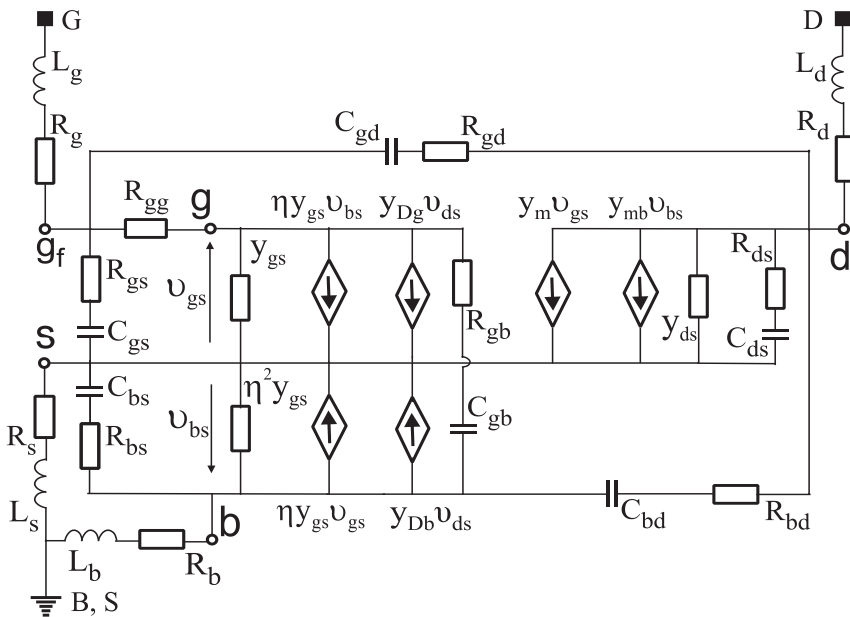 G
D
L_g
L_d
R_g
R_d
C_gd
R_gd
R_gg
g
ηy_gsυ_bs
y_Dgυ_ds
y_mυ_gs
y_mbυ_bs
g_f
d
y_gs
R_ds
R_gs
υ_gs
R_gb
y_ds
C_ds
C_gs
s
C_bs
η²y_gs
C_gb
R_s
R_bs
υ_bs
L_s
b
ηy_gsυ_gs
y_Dbυ_ds
C_bd
R_bd
L_b
R_b
B, S